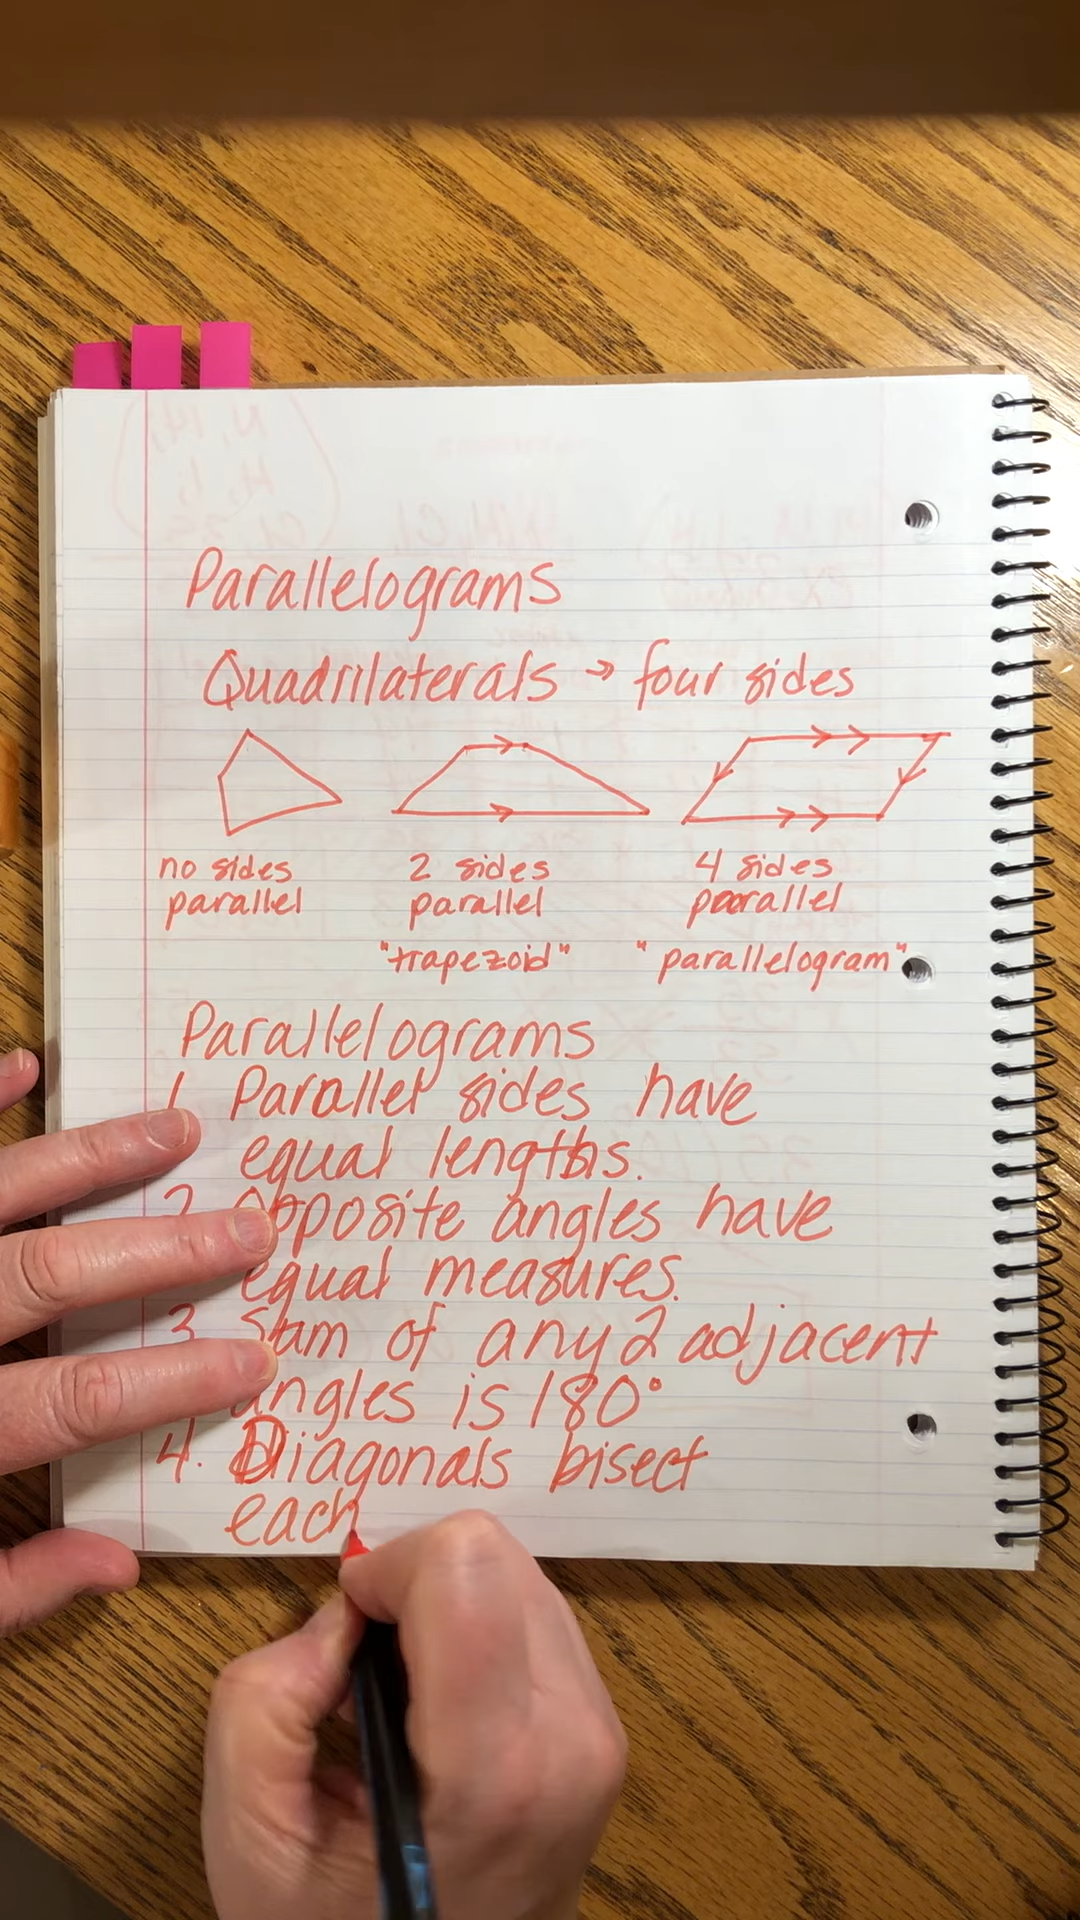 Parallelograms
Quadrilaterals → four sides
no sides 2 sides 4 sides
parallel parallel parallel
"trapezoid" "parallelogram"
Parallelograms
1. Parallel sides have
equal lengths.
2. Opposite angles have
equal measures.
3. Sum of any 2 adjacent
angles is 180°
4. Diagonals bisect
each